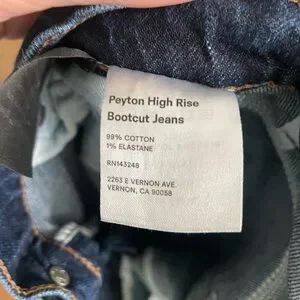 Peyton High Rise
Bootcut Jeans
99% COTTON
1% ELASTANE
RN143248
2263 E VERNON AVE.
VERNON, CA 90058